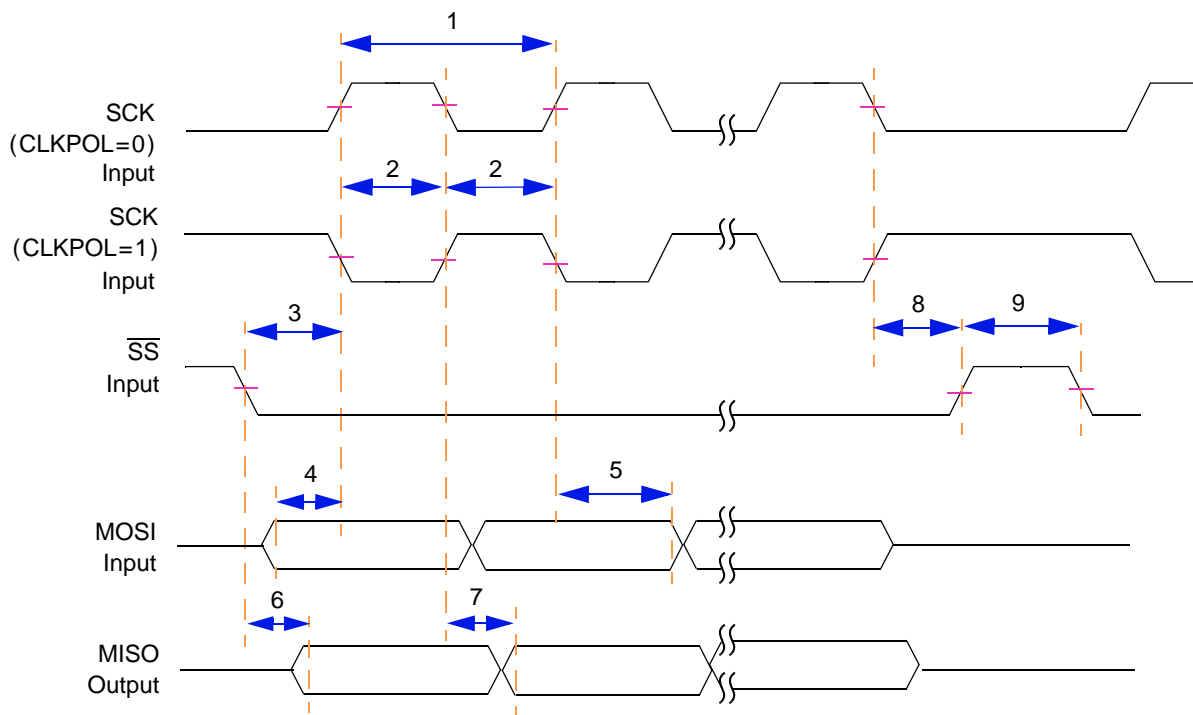 1
SCK
(CLKPOL=0)
Input
2 2
SCK
(CLKPOL=1)
Input
3
8 9
SS
Input
4
5
MOSI
Input
6
7
MISO
Output